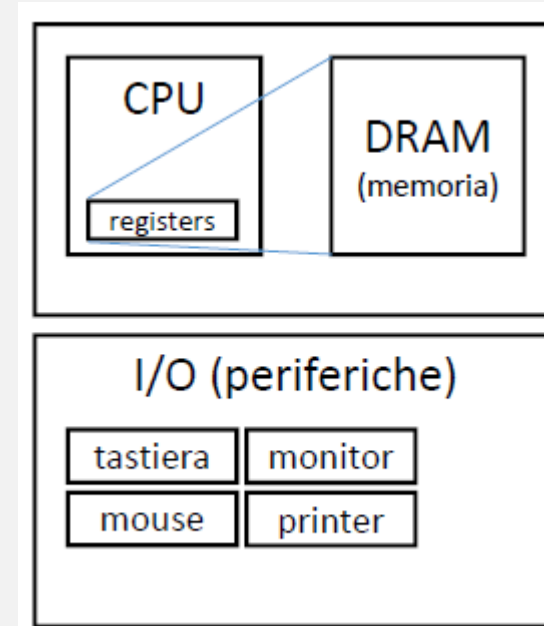 CPU
registers
DRAM
(memoria)
I/O (periferiche)
tastiera
monitor
mouse
printer